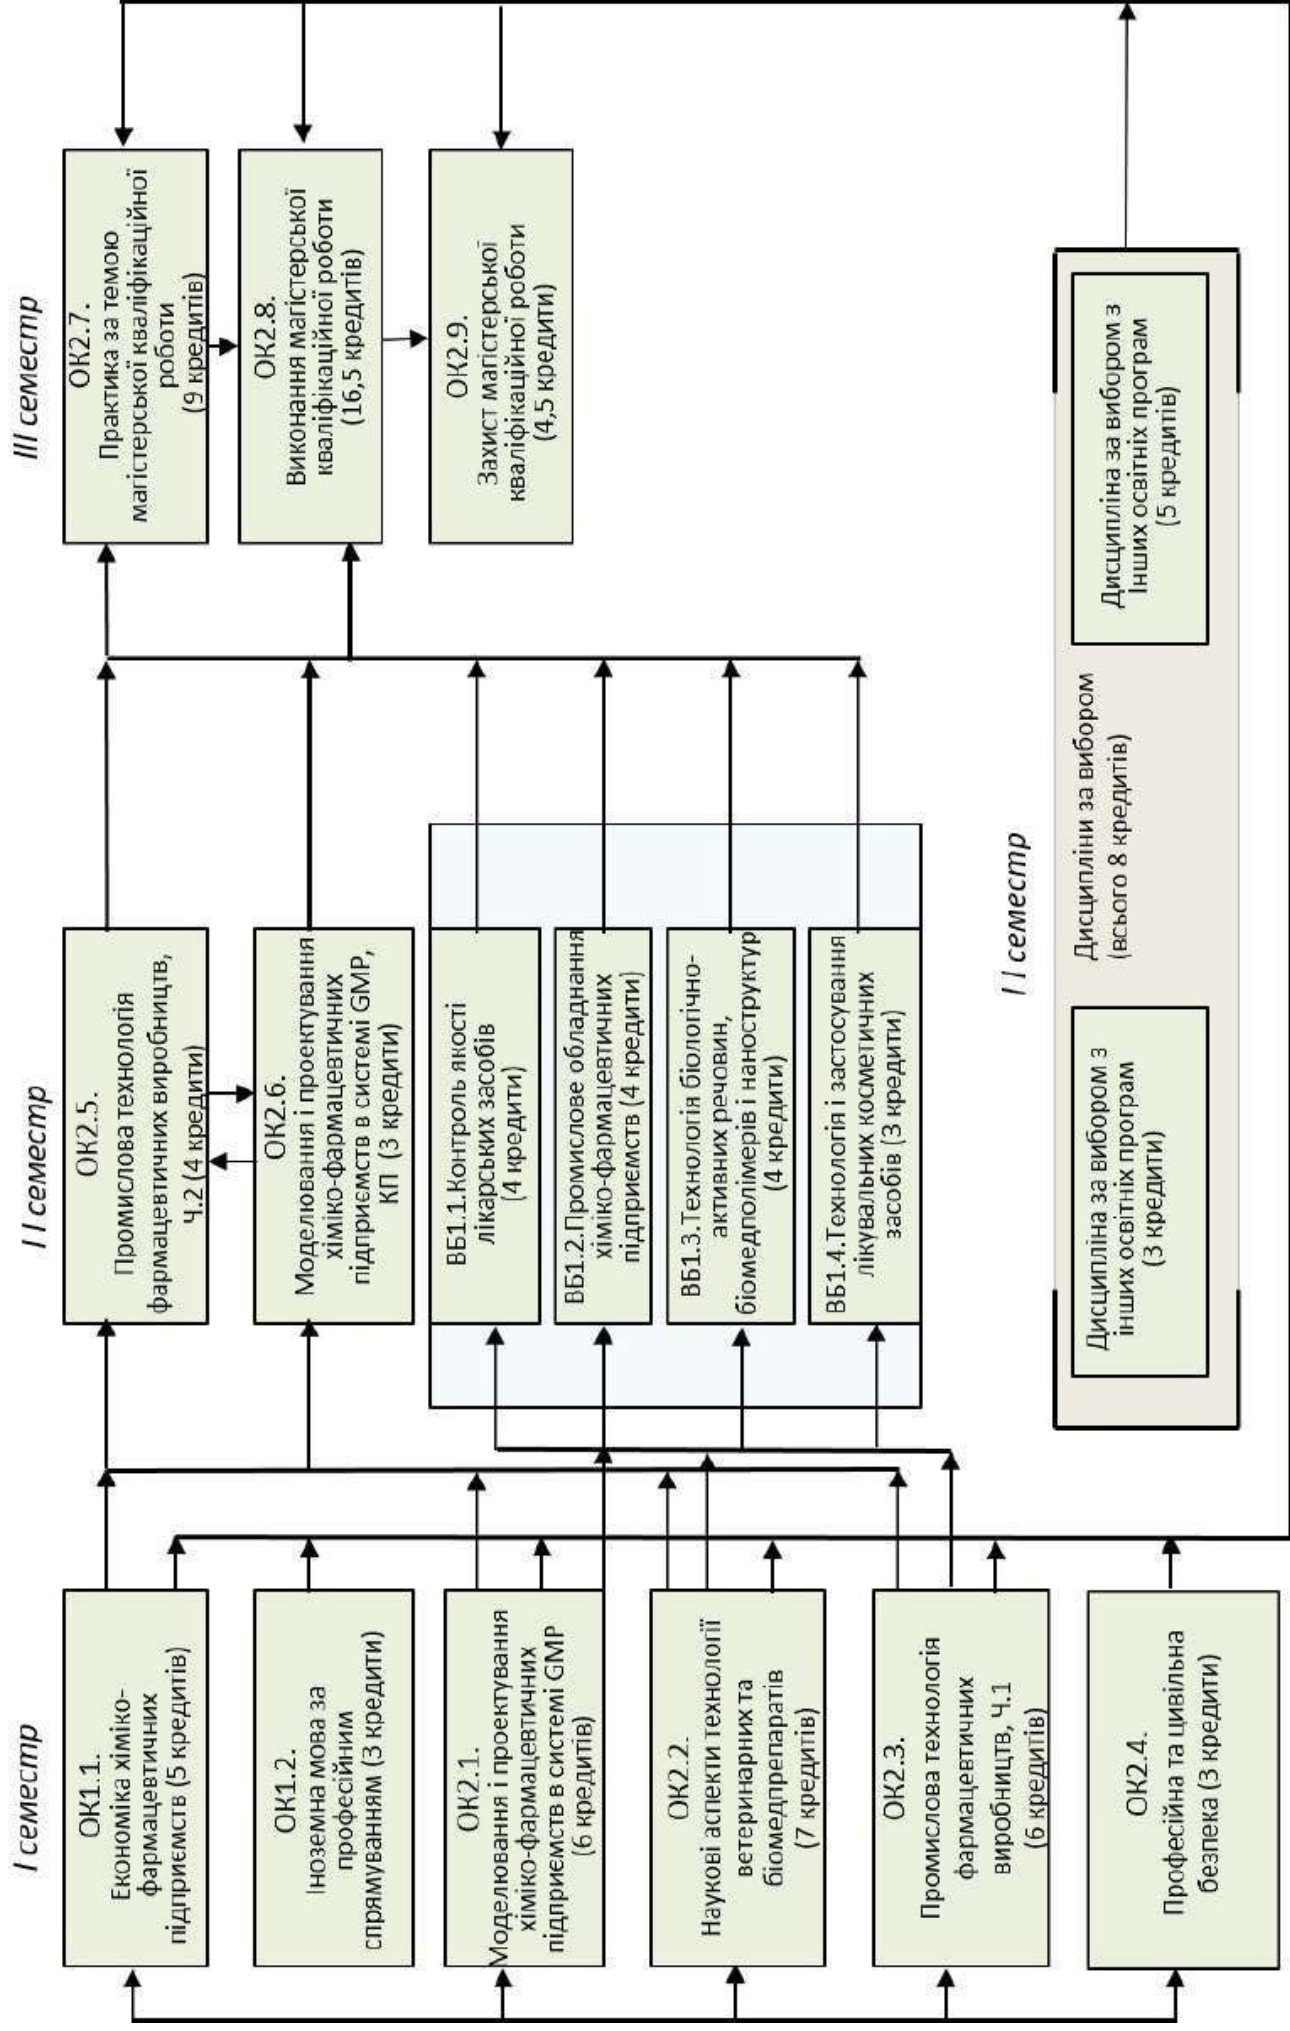 I семестр
ОК1.1.
Економіка хіміко-
фармацевтичних
підприємств (5 кредитів)
ОК1.2.
Іноземна мова за
професійним
спрямуванням (3 кредити)
ОК2.1.
Моделювання і проектування
хіміко-фармацевтичних
підприємств в системі GMP
(6 кредитів)
ОК2.2.
Наукові аспекти технології
ветеринарних та
біомедпрепаратів
(7 кредитів)
ОК2.3.
Промислова технологія
фармацевтичних
виробництв, Ч.1
(6 кредитів)
ОК2.4.
Професійна та цивільна
безпека (3 кредити)
I I семестр
ОК2.5.
Промислова технологія
фармацевтичних виробництв,
Ч.2 (4 кредити)
ОК2.6.
Моделювання і проектування
хіміко-фармацевтичних
підприємств в системі GMP,
КП (3 кредити)
ВБ1.1.Контроль якості
лікарських засобів
(4 кредити)
ВБ1.2.Промислове обладнання
хіміко-фармацевтичних
підприємств (4 кредити)
ВБ1.3.Технологія біологічно-
активних речовин,
біомедполімерів і наноструктур
(4 кредити)
ВБ1.4.Технологія і застосування
лікувальних косметичних
засобів (3 кредити)
III семестр
ОК2.7.
Практика за темою
магістерської кваліфікаційної
роботи
(9 кредитів)
ОК2.8.
Виконання магістерської
кваліфікаційної роботи
(16,5 кредитів)
ОК2.9.
Захист магістерської
кваліфікаційної роботи
(4,5 кредити)
I I семестр
Дисципліна за вибором з
інших освітніх програм
(3 кредити)
Дисципліни за вибором
(всього 8 кредитів)
Дисципліна за вибором з
Інших освітніх програм
(5 кредитів)